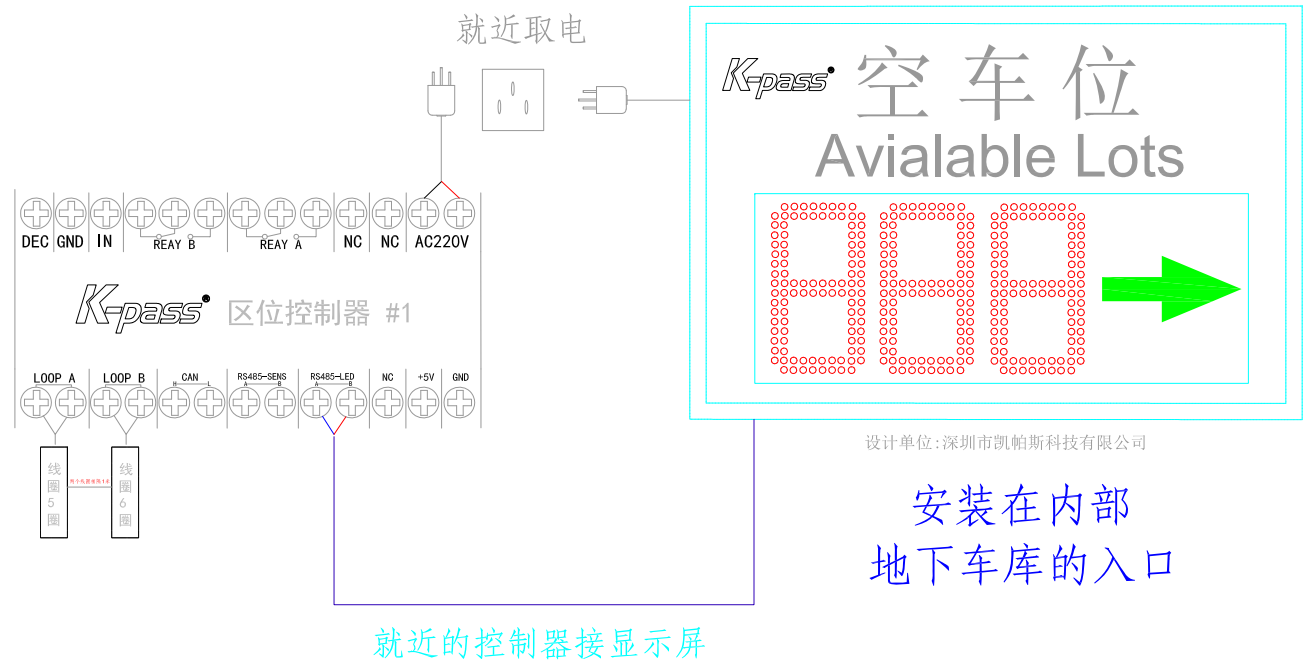 就近取电
K-pass® 空车位
Avialable Lots
DEC GND IN REAY B REAY A NC NC AC220V
K-pass® 区位控制器 #1
LOOP A LOOP B CAN RS485-SENS RS485-LED NC +5V GND
H L A B A B
设计单位:深圳市凯帕斯科技有限公司
线圈5圈
线圈6圈
安装在内部
地下车库的入口
就近的控制器接显示屏